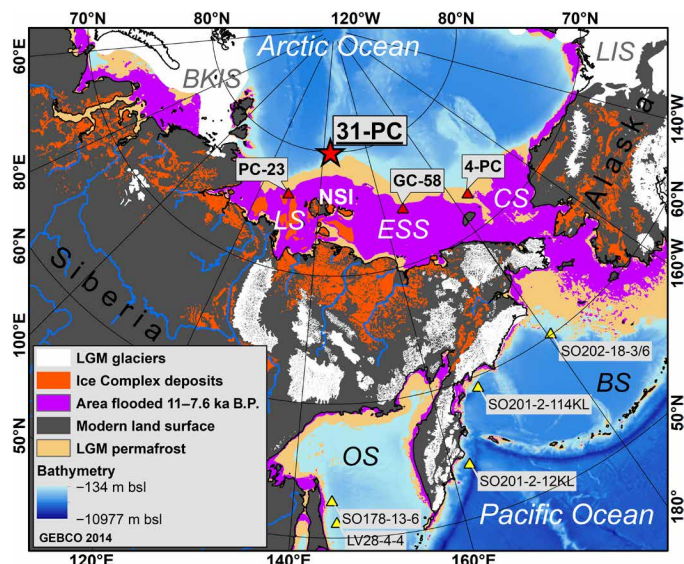 70°N
80°N
120°W
80°N
70°N
60°E
Arctic Ocean
LIS
BKIS
140°W
31-PC
Alaska
80°E
PC-23
4-PC
NSI
GC-58
CS
LS
ESS
60°N
160°W
Siberia
60°N
100°E
SO202-18-3/6
BS
SO201-2-114KL
50°N
50°N
OS
SO201-2-12KL
180°
Pacific Ocean
SO178-13-6
LV28-4-4
LGM glaciers
Ice Complex deposits
Area flooded 11–7.6 ka B.P.
Modern land surface
LGM permafrost
Bathymetry
−134 m bsl
−10977 m bsl
GEBCO 2014
120°E
140°E
160°E